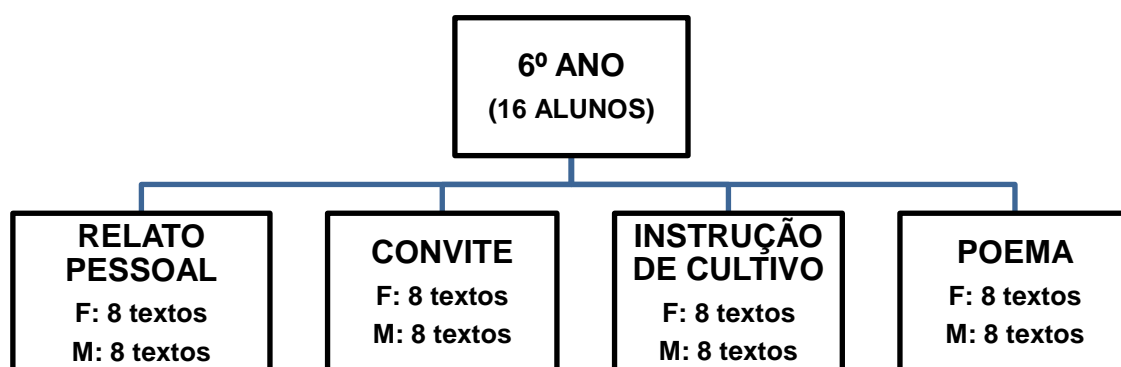 6º ANO
(16 ALUNOS)
RELATO
PESSOAL
F: 8 textos
M: 8 textos
CONVITE
F: 8 textos
M: 8 textos
INSTRUÇÃO
DE CULTIVO
F: 8 textos
M: 8 textos
POEMA
F: 8 textos
M: 8 textos